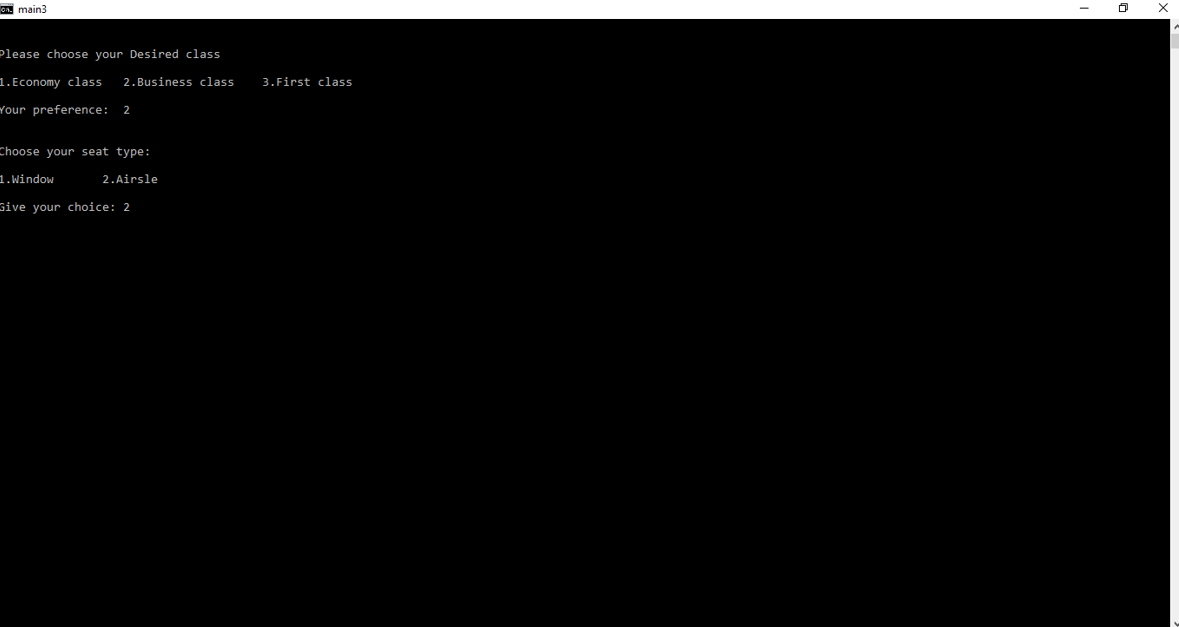 main3
Please choose your Desired class
1.Economy class   2.Business class    3.First class
Your preference:  2
Choose your seat type:
1.Window       2.Airsle
Give your choice: 2